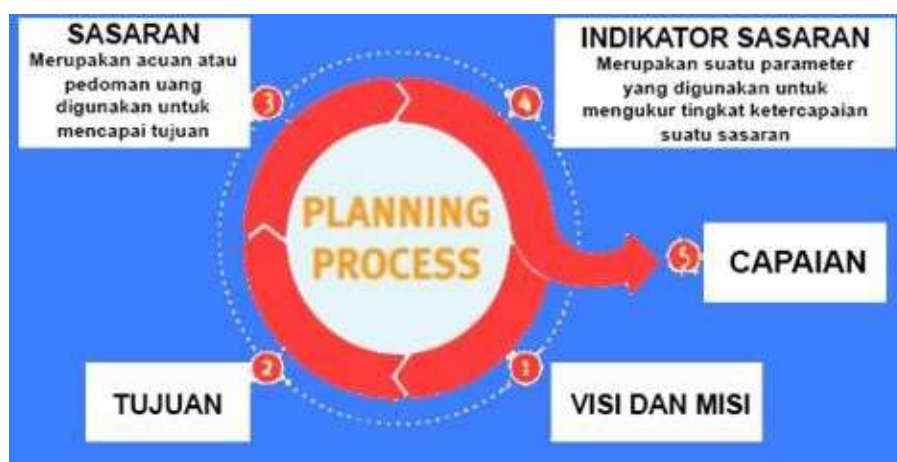 SASARAN
Merupakan acuan atau
pedoman uang
digunakan untuk
mencapai tujuan
3
INDIKATOR SASARAN
Merupakan suatu parameter
yang digunakan untuk
mengukur tingkat ketercapaian
suatu sasaran
4
PLANNING
PROCESS
5
CAPAIAN
2
TUJUAN
1
VISI DAN MISI